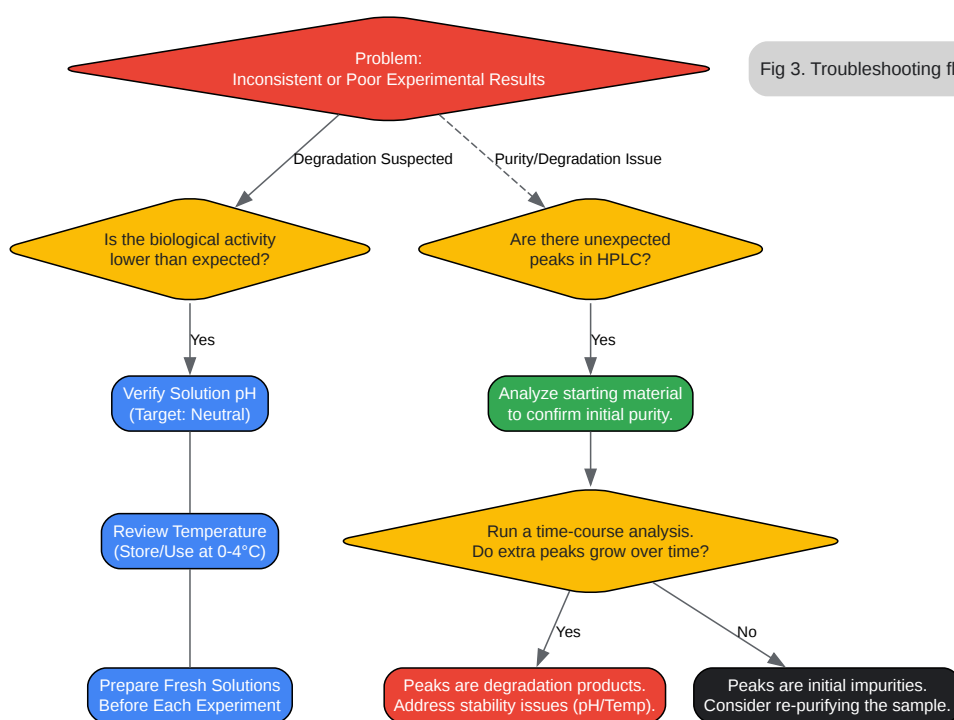 Problem:
Inconsistent or Poor Experimental Results
Fig 3. Troubleshooting
Degradation Suspected
Purity/Degradation Issue
Is the biological activity
lower than expected?
Are there unexpected
peaks in HPLC?
Yes
Yes
Verify Solution pH
(Target: Neutral)
Analyze starting material
to confirm initial purity.
Review Temperature
(Store/Use at 0-4°C)
Run a time-course analysis.
Do extra peaks grow over time?
Yes
No
Prepare Fresh Solutions
Before Each Experiment
Peaks are degradation products.
Address stability issues (pH/Temp).
Peaks are initial impurities.
Consider re-purifying the sample.